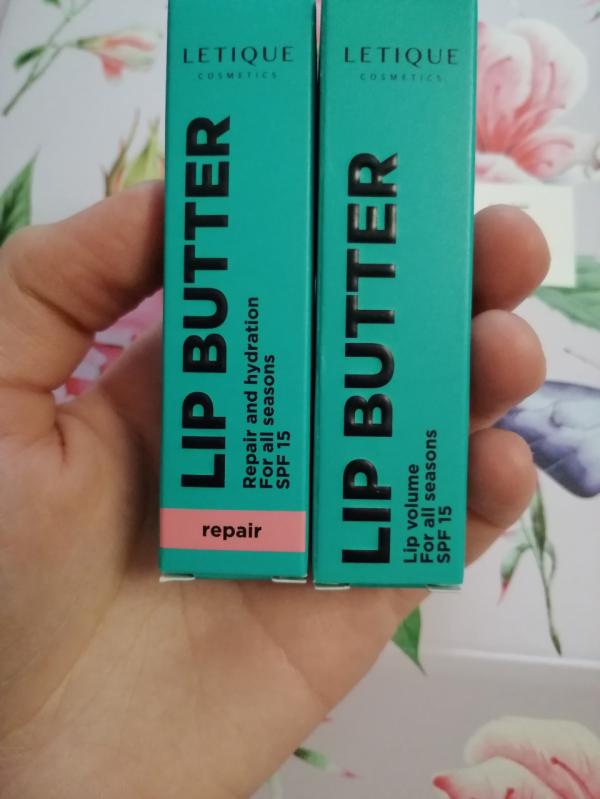 LETIQUE
COSMETICS
LIP BUTTER
Repair and hydration
For all seasons
SPF 15
repair
LETIQUE
COSMETICS
LIP BUTTER
Lip volume
For all seasons
SPF 15